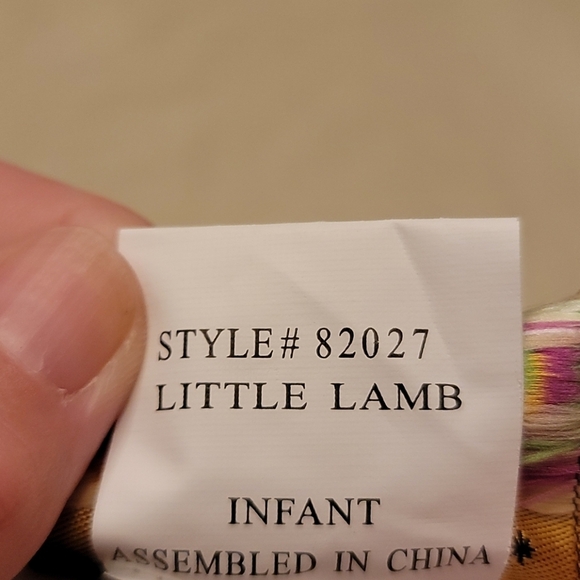 STYLE# 82027
LITTLE LAMB
INFANT
ASSEMBLED IN CHINA